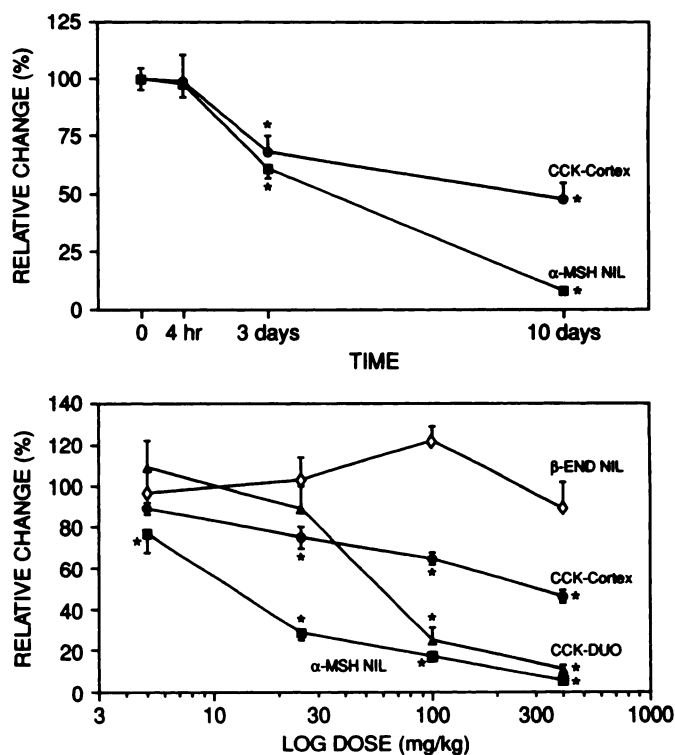 125
100
75
50
25
0
RELATIVE CHANGE (%)
*
*
CCK-Cortex
*
α-MSH NIL
*
0 4 hr 3 days 10 days
TIME
140
120
100
80
60
40
20
0
RELATIVE CHANGE (%)
β-END NIL
*
*
*
CCK-Cortex
*
*
*
CCK-DUO
*
α-MSH NIL
*
*
3 10 30 100 300 1000
LOG DOSE (mg/kg)